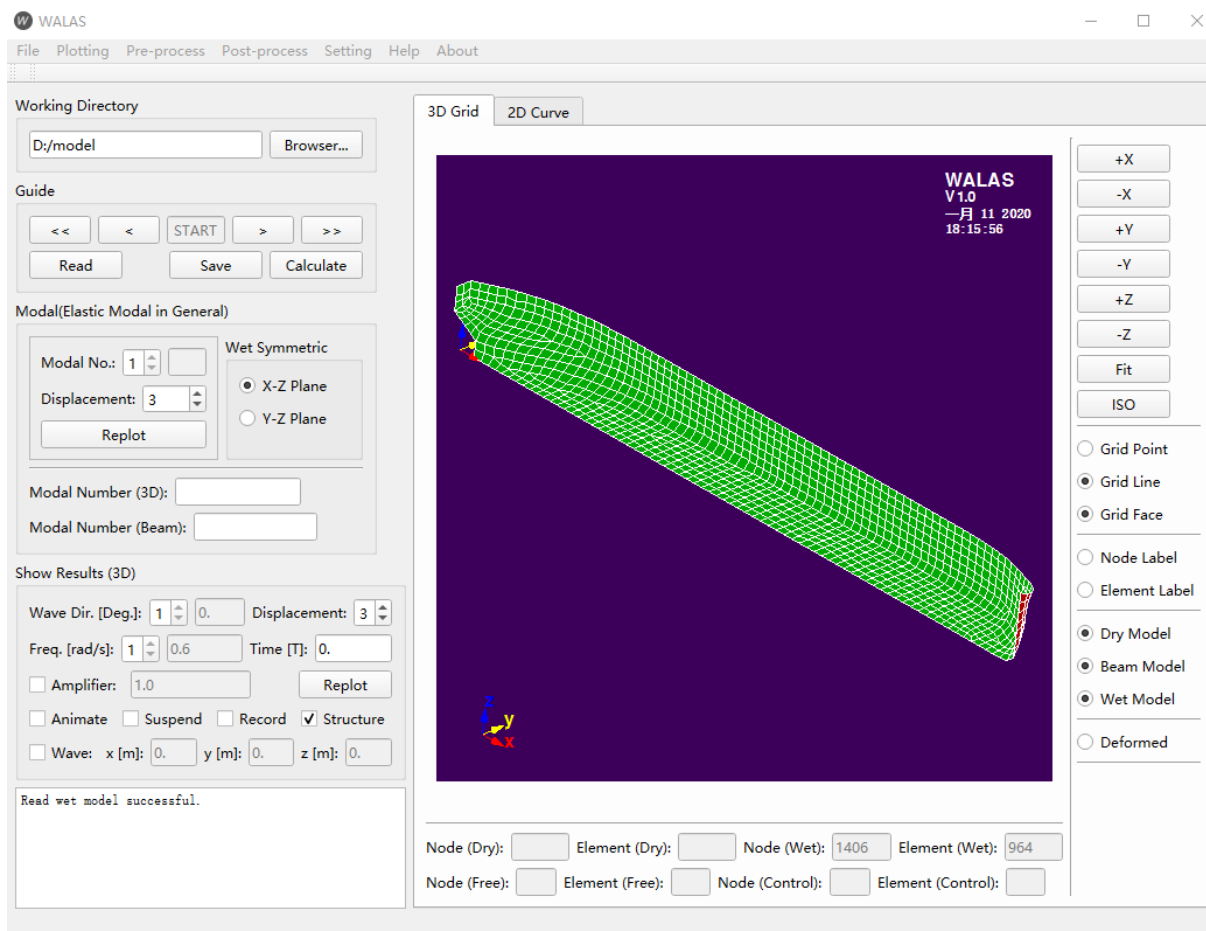 WALAS
File Plotting Pre-process Post-process Setting Help About
Working Directory
D:/model Browser...
Guide
<< < START > >>
Read Save Calculate
Modal(Elastic Modal in General)
Modal No.: 1
Displacement: 3
Replot
Wet Symmetric
X-Z Plane
Y-Z Plane
Modal Number (3D):
Modal Number (Beam):
Show Results (3D)
Wave Dir. [Deg.]: 1 0. Displacement: 3
Freq. [rad/s]: 1 0.6 Time [T]: 0.
Amplifier: 1.0 Replot
Animate Suspend Record Structure
Wave: x [m]: 0. y [m]: 0. z [m]: 0.
Read wet model successful.
3D Grid 2D Curve
WALAS
V 1.0
一月 11 2020
18:15:56
z
y
x
+X
-X
+Y
-Y
+Z
-Z
Fit
ISO
Grid Point
Grid Line
Grid Face
Node Label
Element Label
Dry Model
Beam Model
Wet Model
Deformed
Node (Dry): Element (Dry): Node (Wet): 1406 Element (Wet): 964
Node (Free): Element (Free): Node (Control): Element (Control):